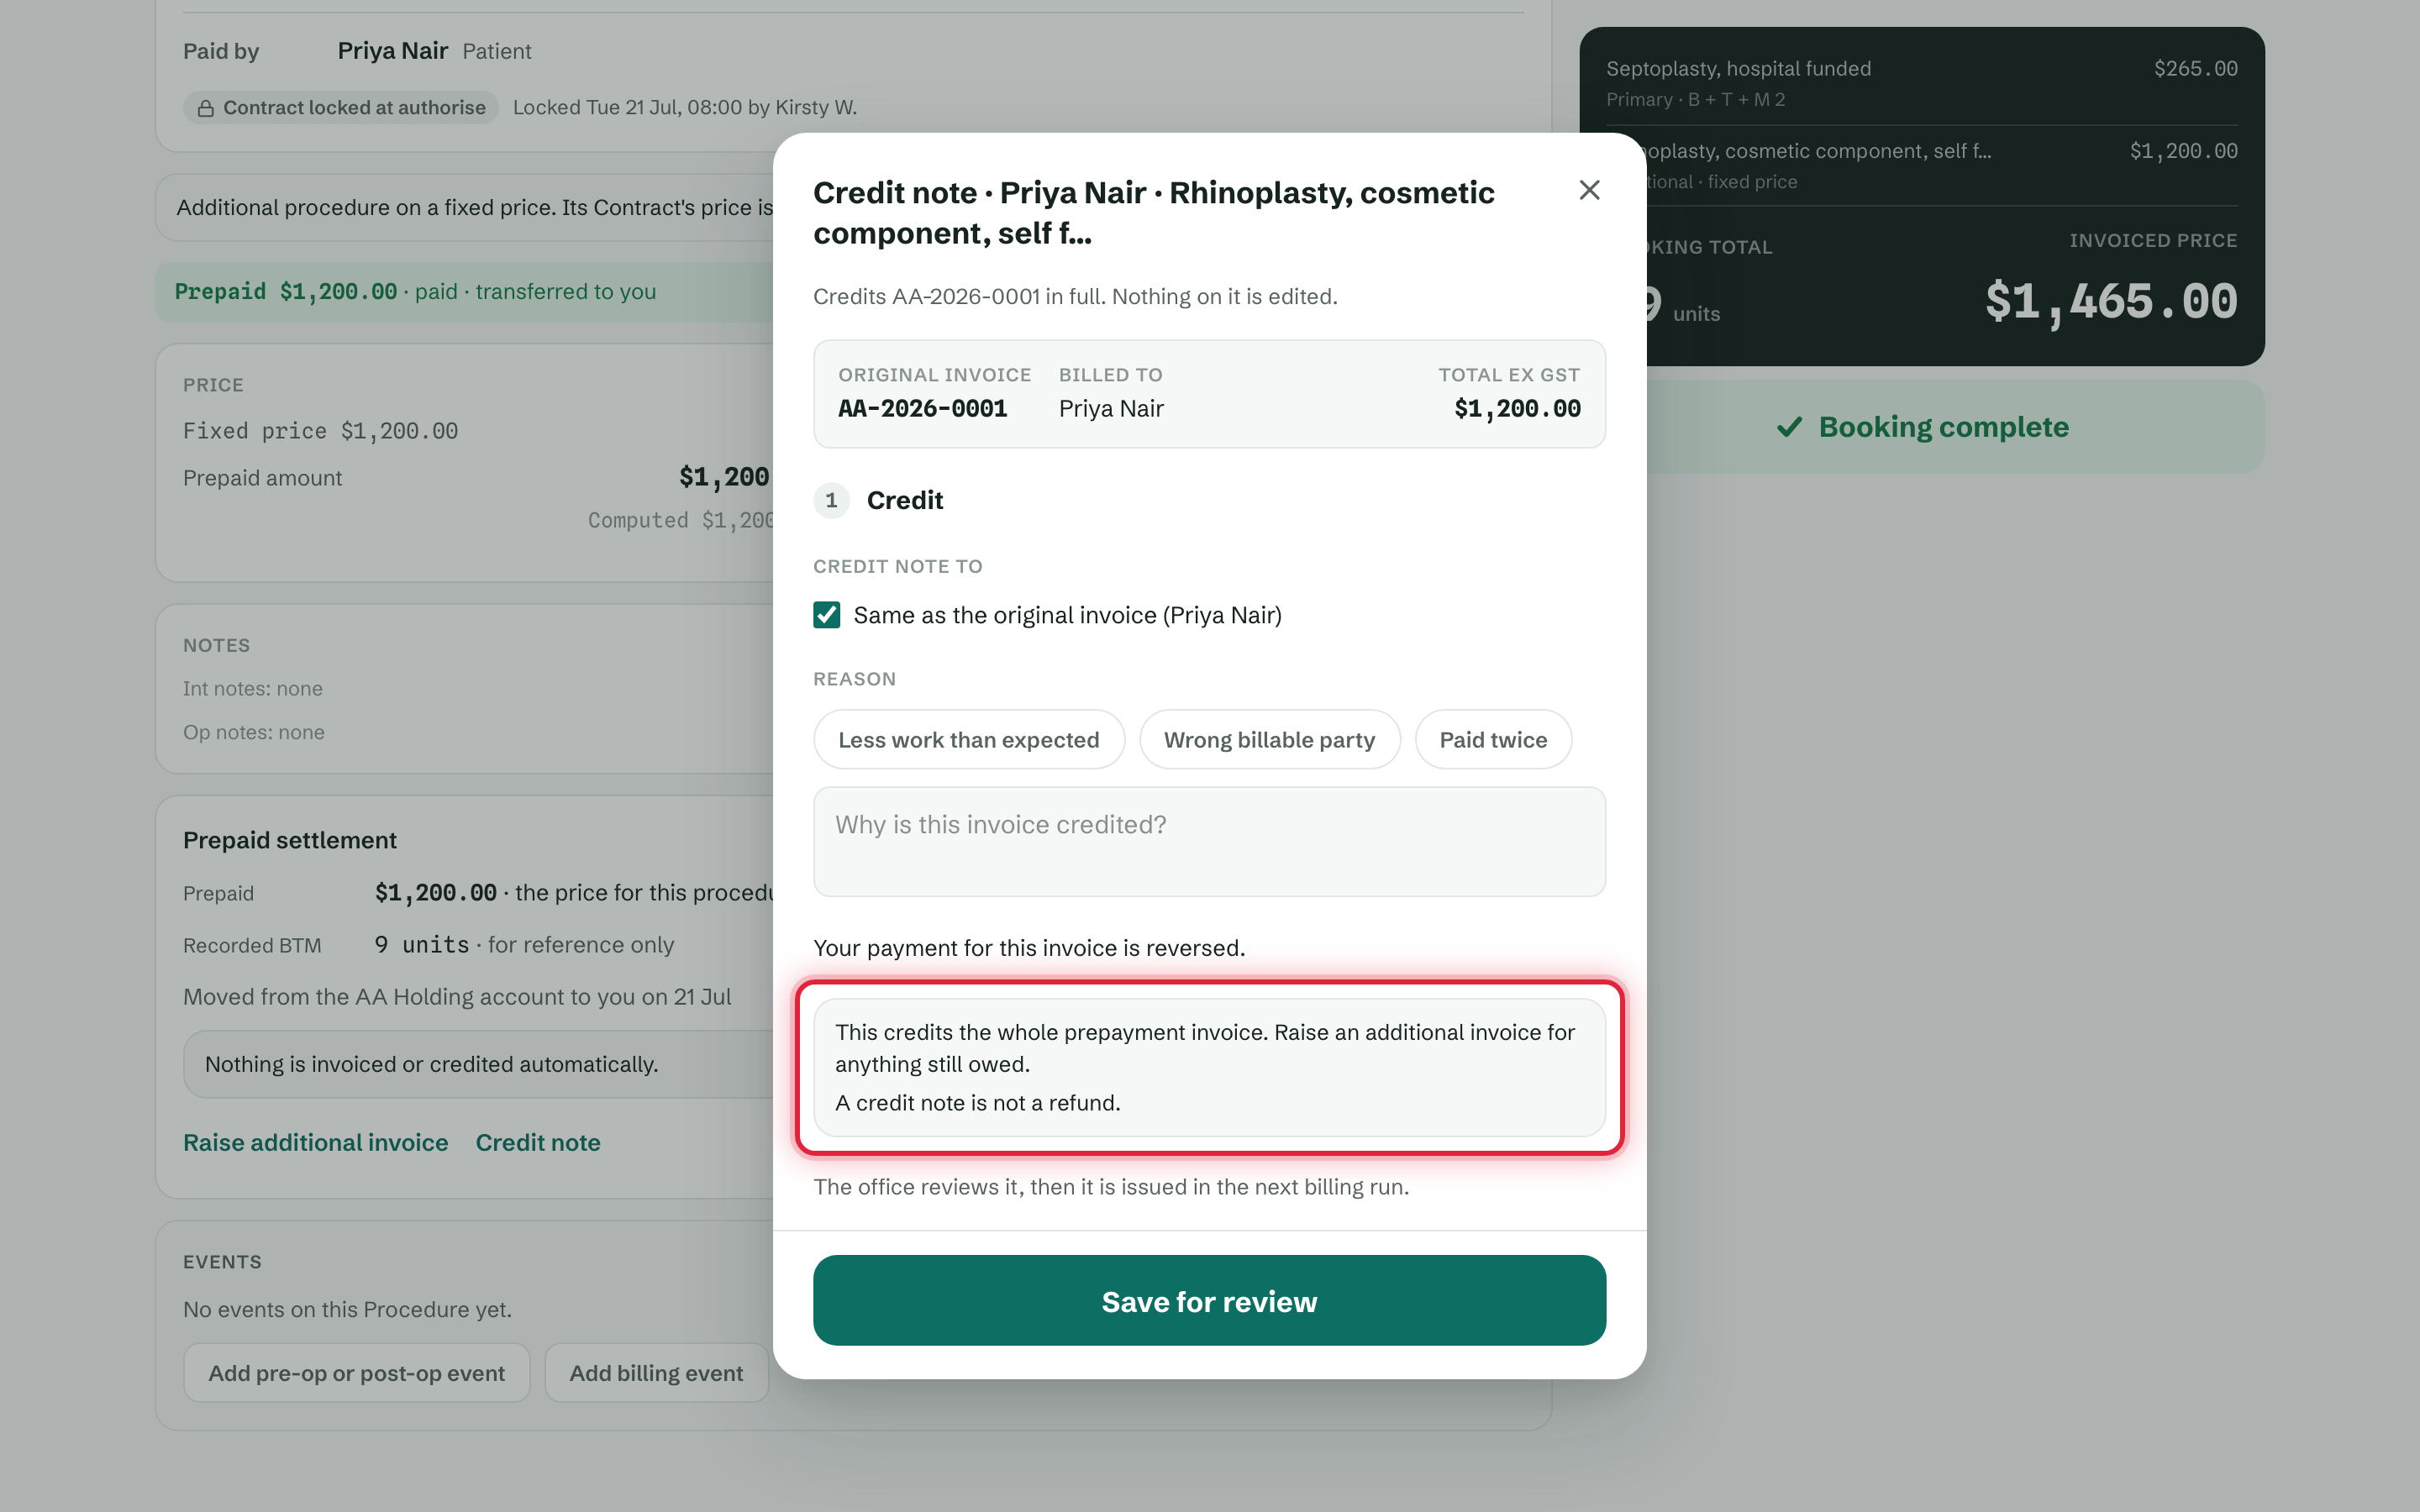 Paid by Priya Nair Patient
Contract locked at authorise Locked Tue 21 Jul, 08:00 by Kirsty W.
Additional procedure on a fixed price. Its Contract's price is
Prepaid $1,200.00 · paid · transferred to you
PRICE
Fixed price $1,200.00
Prepaid amount $1,200
Computed $1,200
NOTES
Int notes: none
Op notes: none
Prepaid settlement
Prepaid $1,200.00 · the price for this
Recorded BTM 9 units · for reference only
Moved from the AA Holding account to you on 21 Jul
Nothing is invoiced or credited automatically.
Raise additional invoice Credit note
EVENTS
No events on this Procedure yet.
Add pre-op or post-op event Add billing event
Credit note · Priya Nair · Rhinoplasty, cosmetic
component, self f...
Credits AA-2026-0001 in full. Nothing on it is edited.
ORIGINAL INVOICE BILLED TO TOTAL EX GST
AA-2026-0001 Priya Nair $1,200.00
1 Credit
CREDIT NOTE TO
Same as the original invoice (Priya Nair)
REASON
Less work than expected Wrong billable party Paid twice
Why is this invoice credited?
Your payment for this invoice is reversed.
This credits the whole prepayment invoice. Raise an additional invoice for
anything still owed.
A credit note is not a refund.
The office reviews it, then it is issued in the next billing run.
Save for review
Septoplasty, hospital funded $265.00
Primary · B + T + M 2
cosmetic component, self f... $1,200.00
· fixed price
TOTAL INVOICED PRICE
units $1,465.00
Booking complete